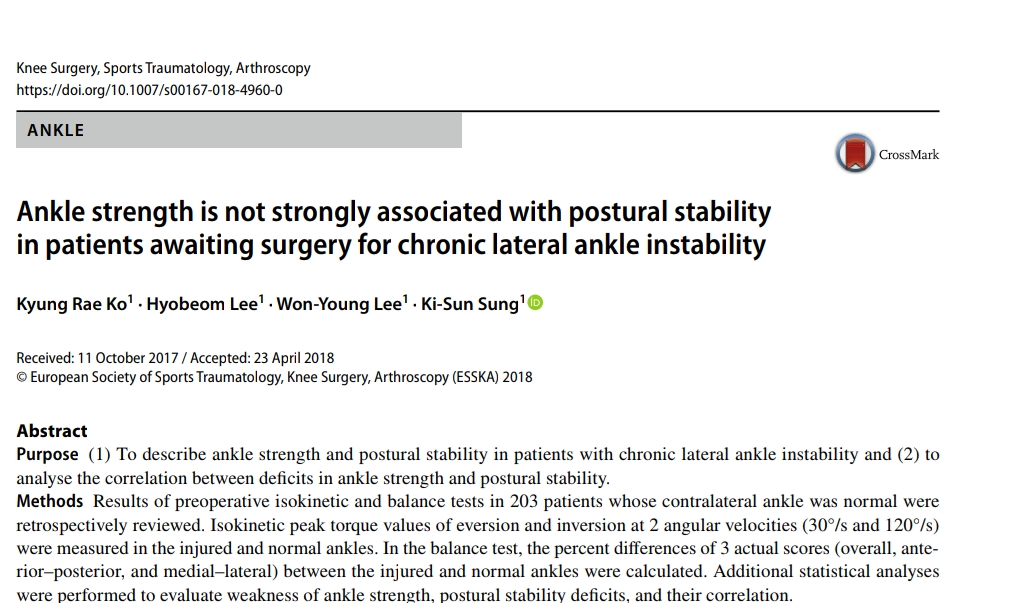 Knee Surgery, Sports Traumatology, Arthroscopy
https://doi.org/10.1007/s00167-018-4960-0
ANKLE
CrossMark
Ankle strength is not strongly associated with postural stability
in patients awaiting surgery for chronic lateral ankle instability
Kyung Rae Ko1 · Hyobeom Lee1 · Won-Young Lee1 · Ki-Sun Sung1 iD
Received: 11 October 2017 / Accepted: 23 April 2018
© European Society of Sports Traumatology, Knee Surgery, Arthroscopy (ESSKA) 2018
Abstract
Purpose (1) To describe ankle strength and postural stability in patients with chronic lateral ankle instability and (2) to
analyse the correlation between deficits in ankle strength and postural stability.
Methods Results of preoperative isokinetic and balance tests in 203 patients whose contralateral ankle was normal were
retrospectively reviewed. Isokinetic peak torque values of eversion and inversion at 2 angular velocities (30°/s and 120°/s)
were measured in the injured and normal ankles. In the balance test, the percent differences of 3 actual scores (overall, ante-
rior–posterior, and medial–lateral) between the injured and normal ankles were calculated. Additional statistical analyses
were performed to evaluate weakness of ankle strength, postural stability deficits, and their correlation.